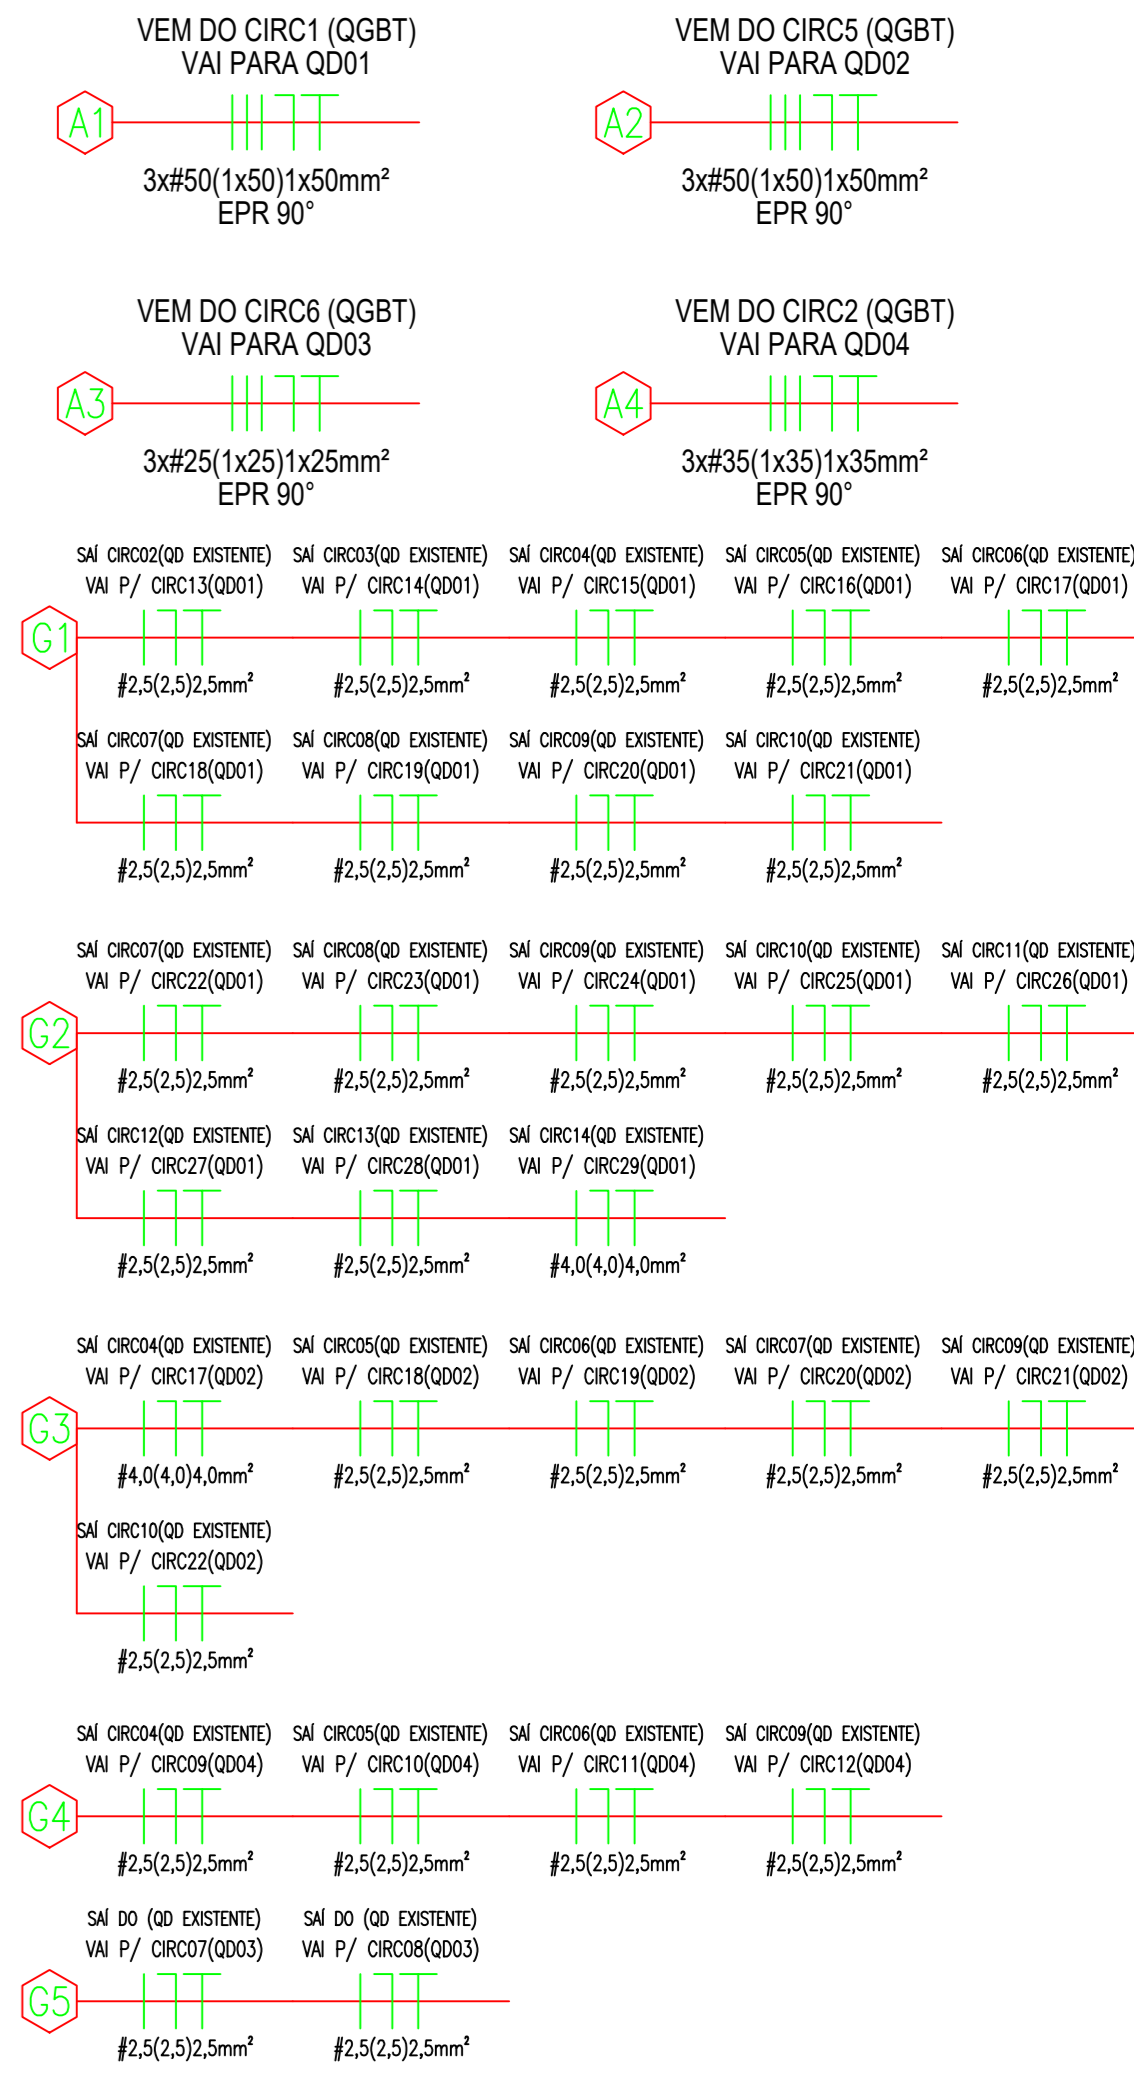 VEM DO CIRC1 (QGBT)
VAI PARA QD01
A1
3x#50(1x50)1x50mm²
EPR 90°
VEM DO CIRC5 (QGBT)
VAI PARA QD02
A2
3x#50(1x50)1x50mm²
EPR 90°
VEM DO CIRC6 (QGBT)
VAI PARA QD03
A3
3x#25(1x25)1x25mm²
EPR 90°
VEM DO CIRC2 (QGBT)
VAI PARA QD04
A4
3x#35(1x35)1x35mm²
EPR 90°
SAÍ CIRC02(QD EXISTENTE) SAÍ CIRC03(QD EXISTENTE) SAÍ CIRC04(QD EXISTENTE) SAÍ CIRC05(QD EXISTENTE) SAÍ CIRC06(QD EXISTENTE)
VAI P/ CIRC13(QD01) VAI P/ CIRC14(QD01) VAI P/ CIRC15(QD01) VAI P/ CIRC16(QD01) VAI P/ CIRC17(QD01)
G1
#2,5(2,5)2,5mm² #2,5(2,5)2,5mm² #2,5(2,5)2,5mm² #2,5(2,5)2,5mm² #2,5(2,5)2,5mm²
SAÍ CIRC07(QD EXISTENTE) SAÍ CIRC08(QD EXISTENTE) SAÍ CIRC09(QD EXISTENTE) SAÍ CIRC10(QD EXISTENTE)
VAI P/ CIRC18(QD01) VAI P/ CIRC19(QD01) VAI P/ CIRC20(QD01) VAI P/ CIRC21(QD01)
#2,5(2,5)2,5mm² #2,5(2,5)2,5mm² #2,5(2,5)2,5mm² #2,5(2,5)2,5mm²
SAÍ CIRC07(QD EXISTENTE) SAÍ CIRC08(QD EXISTENTE) SAÍ CIRC09(QD EXISTENTE) SAÍ CIRC10(QD EXISTENTE) SAÍ CIRC11(QD EXISTENTE)
VAI P/ CIRC22(QD01) VAI P/ CIRC23(QD01) VAI P/ CIRC24(QD01) VAI P/ CIRC25(QD01) VAI P/ CIRC26(QD01)
G2
#2,5(2,5)2,5mm² #2,5(2,5)2,5mm² #2,5(2,5)2,5mm² #2,5(2,5)2,5mm² #2,5(2,5)2,5mm²
SAÍ CIRC12(QD EXISTENTE) SAÍ CIRC13(QD EXISTENTE) SAÍ CIRC14(QD EXISTENTE)
VAI P/ CIRC27(QD01) VAI P/ CIRC28(QD01) VAI P/ CIRC29(QD01)
#2,5(2,5)2,5mm² #2,5(2,5)2,5mm² #4,0(4,0)4,0mm²
SAÍ CIRC04(QD EXISTENTE) SAÍ CIRC05(QD EXISTENTE) SAÍ CIRC06(QD EXISTENTE) SAÍ CIRC07(QD EXISTENTE) SAÍ CIRC09(QD EXISTENTE)
VAI P/ CIRC17(QD02) VAI P/ CIRC18(QD02) VAI P/ CIRC19(QD02) VAI P/ CIRC20(QD02) VAI P/ CIRC21(QD02)
G3
#4,0(4,0)4,0mm² #2,5(2,5)2,5mm² #2,5(2,5)2,5mm² #2,5(2,5)2,5mm² #2,5(2,5)2,5mm²
SAÍ CIRC10(QD EXISTENTE)
VAI P/ CIRC22(QD02)
#2,5(2,5)2,5mm²
SAÍ CIRC04(QD EXISTENTE) SAÍ CIRC05(QD EXISTENTE) SAÍ CIRC06(QD EXISTENTE) SAÍ CIRC09(QD EXISTENTE)
VAI P/ CIRC09(QD04) VAI P/ CIRC10(QD04) VAI P/ CIRC11(QD04) VAI P/ CIRC12(QD04)
G4
#2,5(2,5)2,5mm² #2,5(2,5)2,5mm² #2,5(2,5)2,5mm² #2,5(2,5)2,5mm²
SAÍ DO (QD EXISTENTE) SAÍ DO (QD EXISTENTE)
VAI P/ CIRC07(QD03) VAI P/ CIRC08(QD03)
G5
#2,5(2,5)2,5mm² #2,5(2,5)2,5mm²